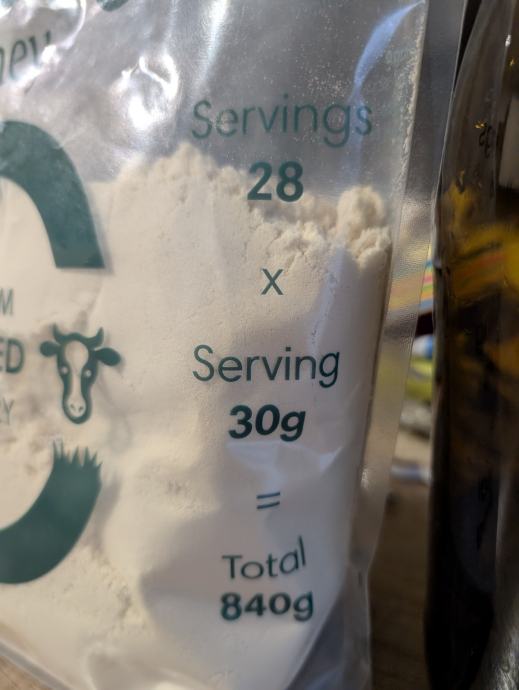 Servings
28
x
Serving
30g
=
Total
840g